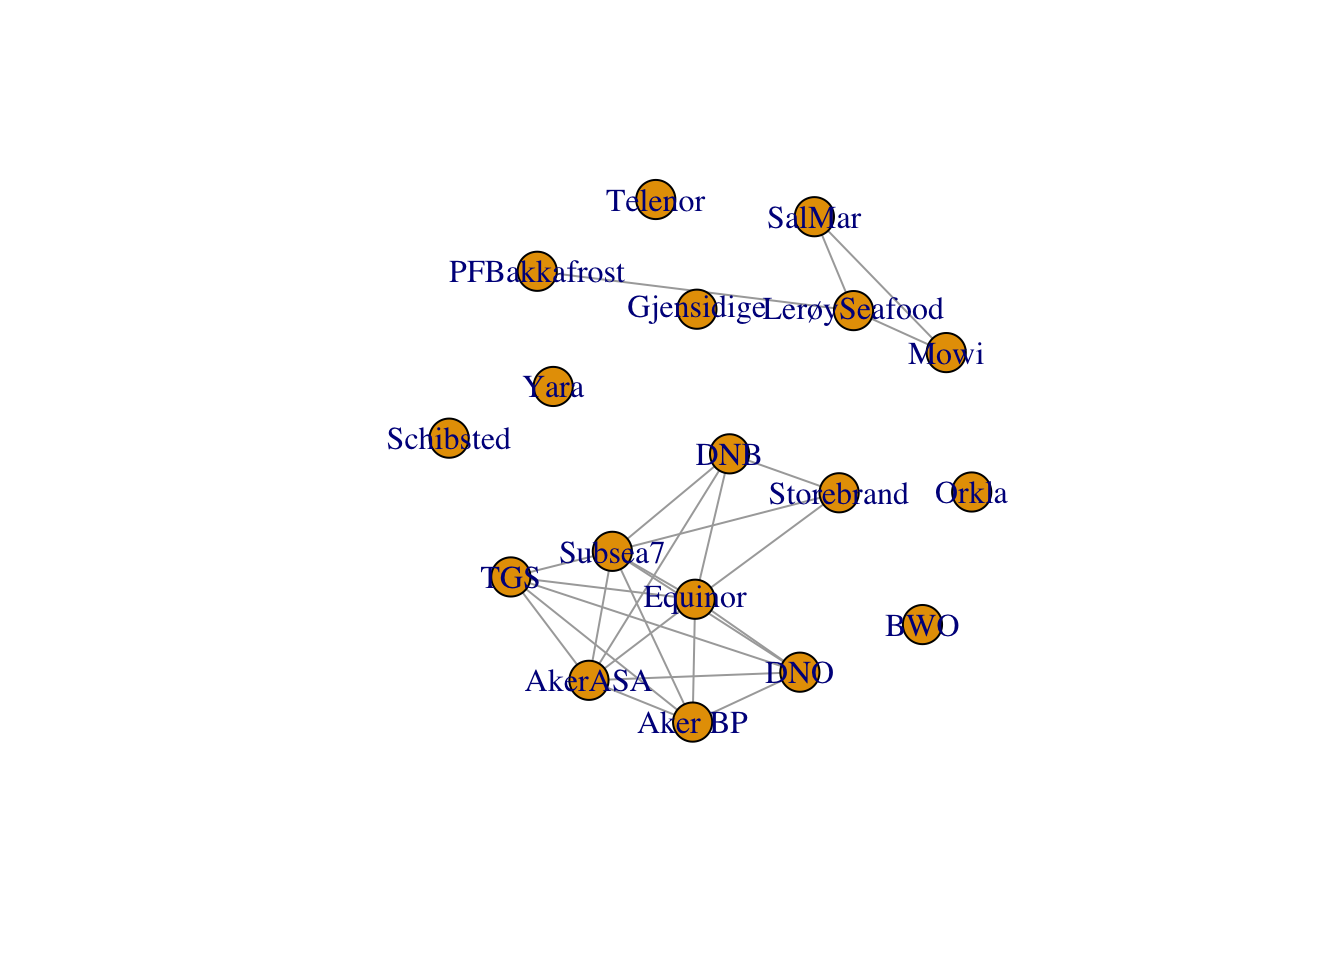 Telenor
SalMar
PFBakkafrost
Gjensidige
LerøySeafood
Mowi
Yara
Schibsted
DNB
Storebrand
Orkla
Subsea7
TGS
Equinor
BWO
AkerASA
DNO
Aker BP